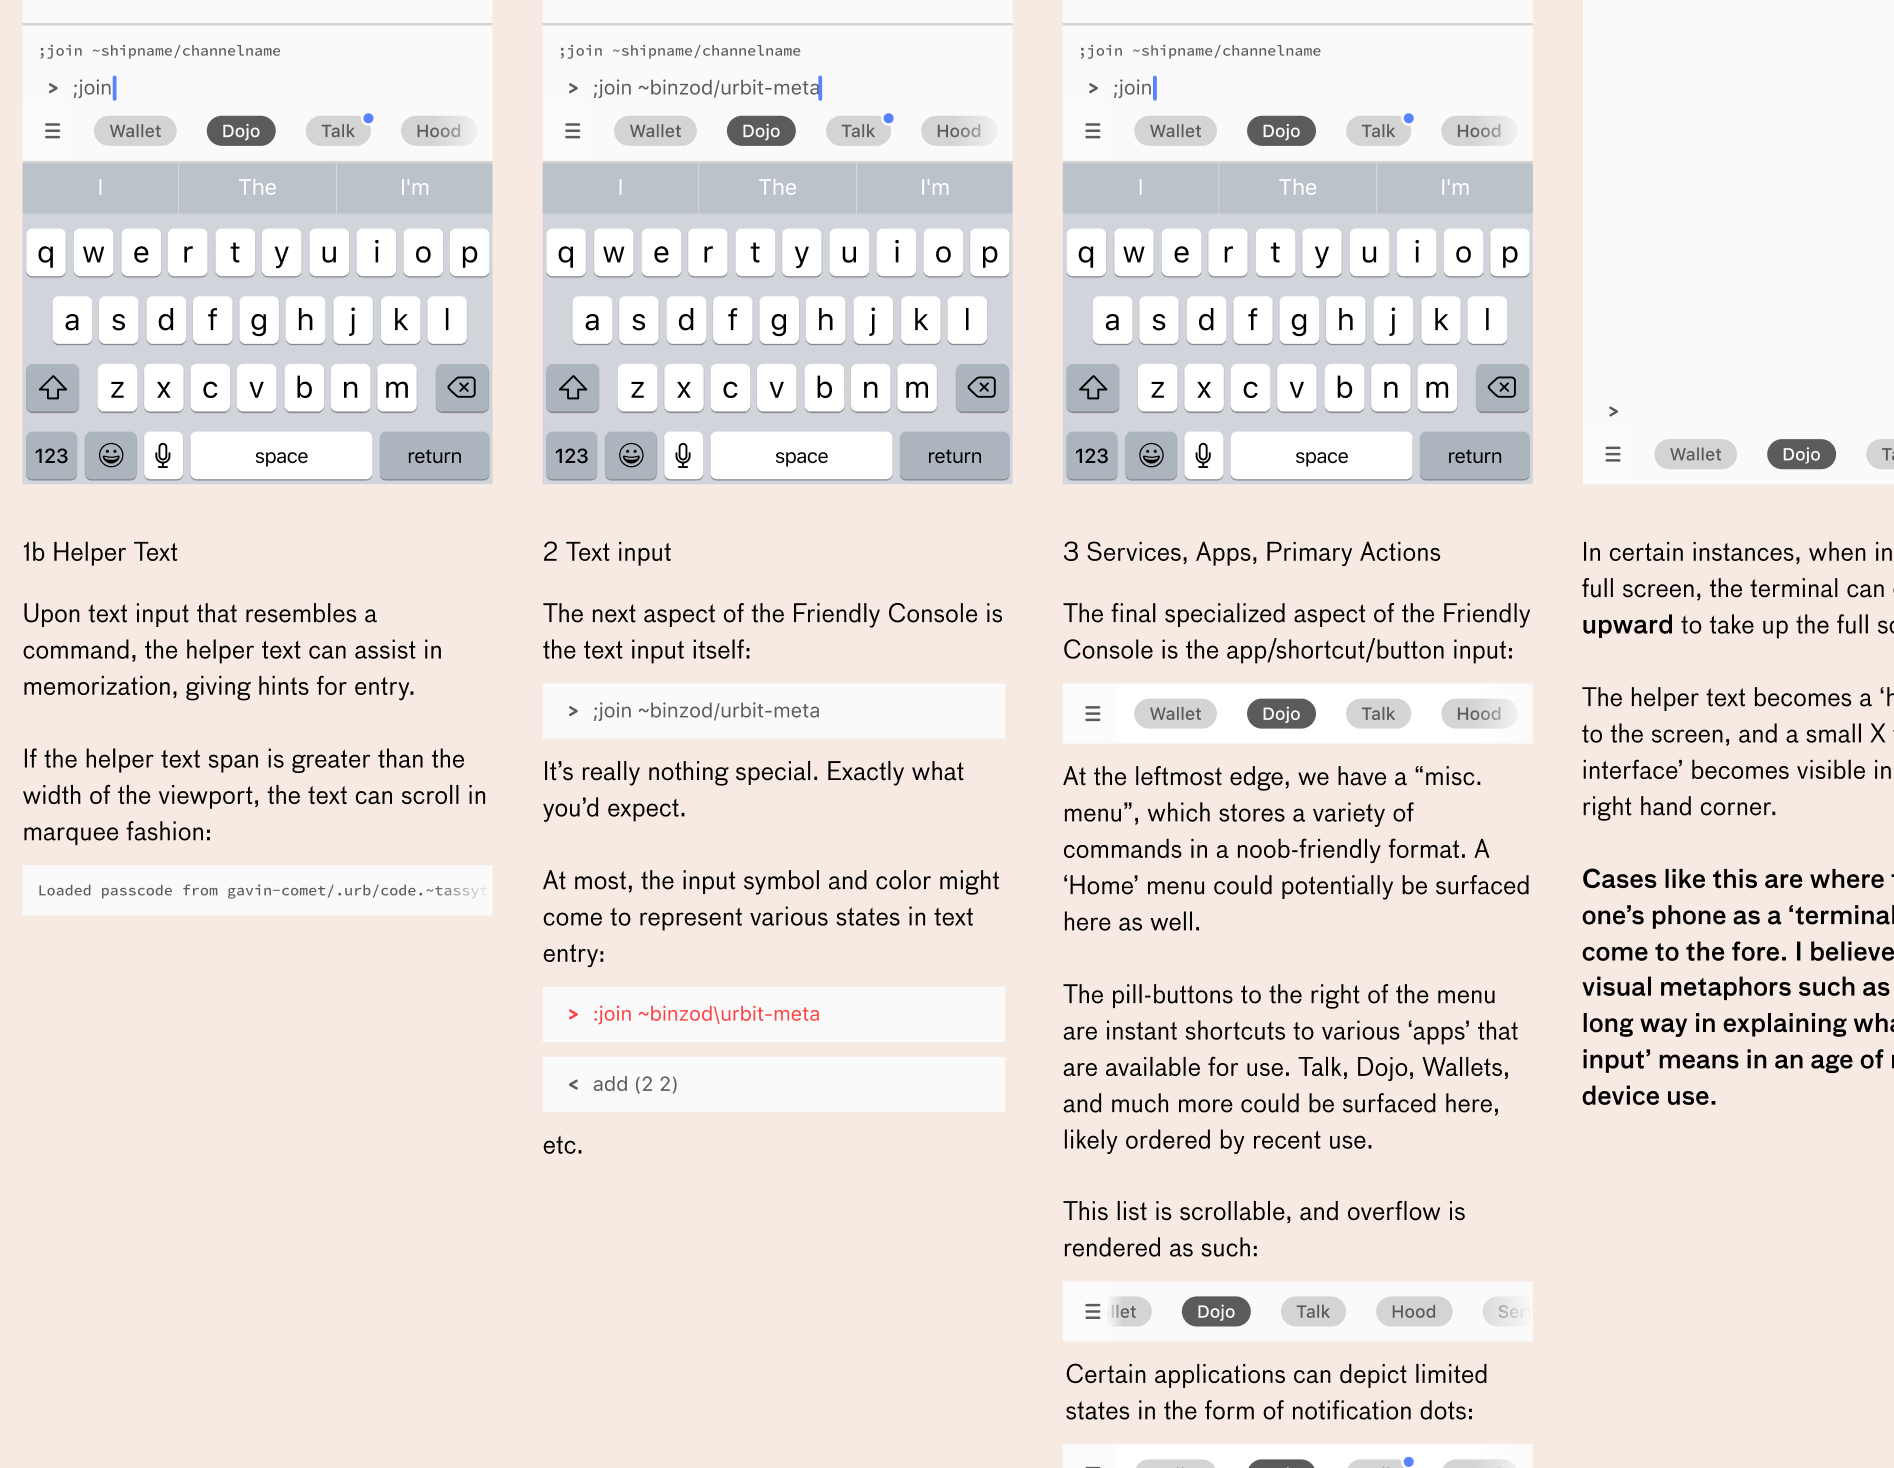 ;join ~shipname/channelname
> ;join
Wallet Dojo Talk Hood
I The I'm
q w e r t y u i o p
a s d f g h j k l
z x c v b n m
123 space return
1b Helper Text
Upon text input that resembles a
command, the helper text can assist in
memorization, giving hints for entry.
If the helper text span is greater than the
width of the viewport, the text can scroll in
marquee fashion:
Loaded passcode from gavin-comet/.urb/code.~tassyt
;join ~shipname/channelname
> ;join ~binzod/urbit-meta
Wallet Dojo Talk Hood
I The I'm
q w e r t y u i o p
a s d f g h j k l
z x c v b n m
123 space return
2 Text input
The next aspect of the Friendly Console is
the text input itself:
> ;join ~binzod/urbit-meta
It’s really nothing special. Exactly what
you’d expect.
At most, the input symbol and color might
come to represent various states in text
entry:
> :join ~binzod\urbit-meta
< add (2 2)
etc.
;join ~shipname/channelname
> ;join
Wallet Dojo Talk Hood
I The I'm
q w e r t y u i o p
a s d f g h j k l
z x c v b n m
123 space return
3 Services, Apps, Primary Actions
The final specialized aspect of the Friendly
Console is the app/shortcut/button input:
Wallet Dojo Talk Hood
At the leftmost edge, we have a “misc.
menu”, which stores a variety of
commands in a noob-friendly format. A
‘Home’ menu could potentially be surfaced
here as well.
The pill-buttons to the right of the menu
are instant shortcuts to various ‘apps’ that
are available for use. Talk, Dojo, Wallets,
and much more could be surfaced here,
likely ordered by recent use.
This list is scrollable, and overflow is
rendered as such:
llet Dojo Talk Hood Ser
Certain applications can depict limited
states in the form of notification dots:
>
Wallet Dojo
In certain instances, when in
full screen, the terminal can
upward to take up the full
The helper text becomes a
to the screen, and a small X
interface’ becomes visible in
right hand corner.
Cases like this are where
one’s phone as a ‘terminal
come to the fore. I believe
visual metaphors such as
long way in explaining
input’ means in an age of
device use.